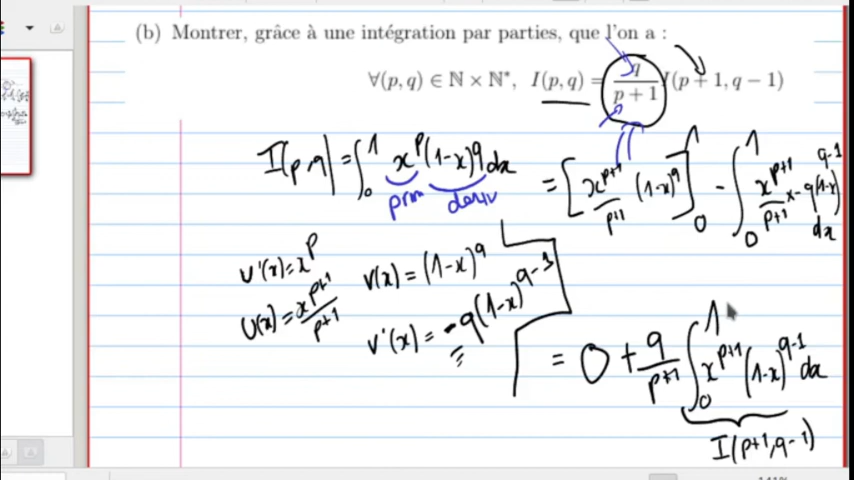 (b) Montrer, grâce à une intégration par parties, que l'on a :
∀(p, q) ∈ ℕ × ℕ*, I(p, q) = q/(p + 1) I(p + 1, q − 1)
I(p,q) = ∫₀¹ x^p (1-x)^q dx
prim deriv
= [x^(p+1)/(p+1) (1-x)^q]₀¹ - ∫₀¹ x^(p+1)/(p+1) × -q(1-x)^(q-1) dx
U'(x) = x^p V(x) = (1-x)^q
U(x) = x^(p+1)/(p+1) V'(x) = -q(1-x)^(q-1)
= 0 + q/(p+1) ∫₀¹ x^(p+1) (1-x)^(q-1) dx
I(p+1,q-1)